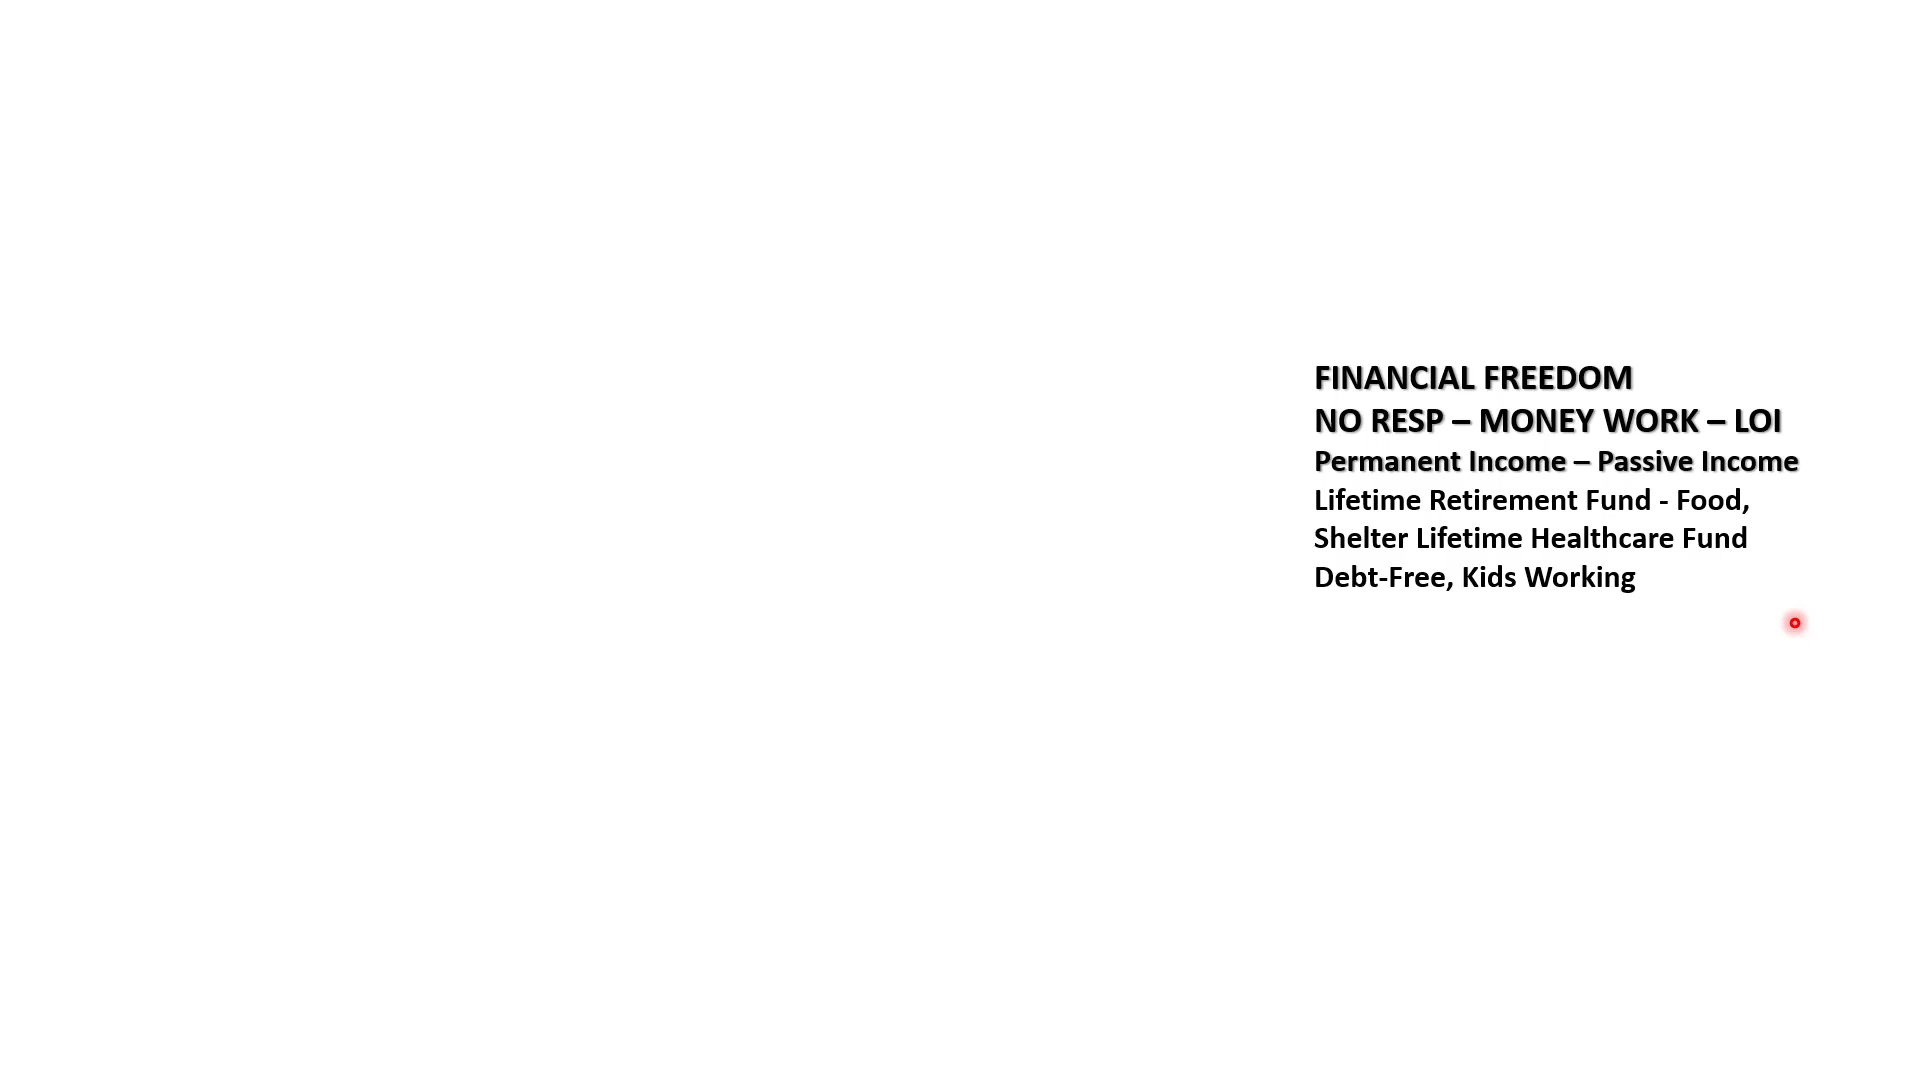 FINANCIAL FREEDOM
NO RESP – MONEY WORK – LOI
Permanent Income – Passive Income
Lifetime Retirement Fund - Food,
Shelter Lifetime Healthcare Fund
Debt-Free, Kids Working